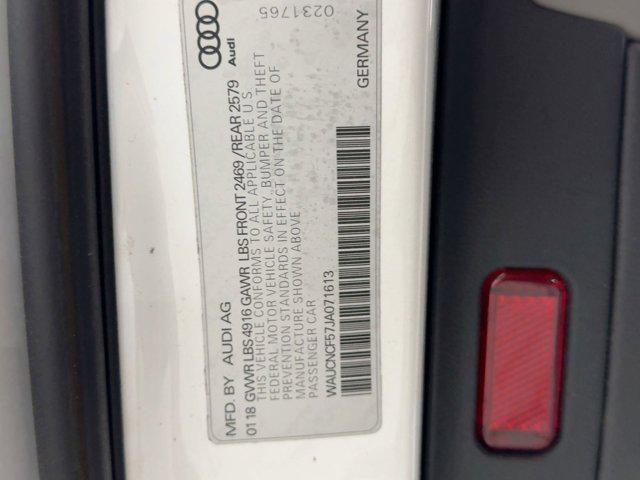 MFD. BY AUDI AG
01 18 GVWR LBS 4916 GAWR LBS FRONT 2469 / REAR 2579
THIS VEHICLE CONFORMS TO ALL APPLICABLE U S
FEDERAL MOTOR VEHICLE SAFETY, BUMPER AND THEFT
PREVENTION STANDARDS IN EFFECT ON THE DATE OF
MANUFACTURE SHOWN ABOVE
PASSENGER CAR
WAUCNCF57JA071613
Audi
0231765
GERMANY